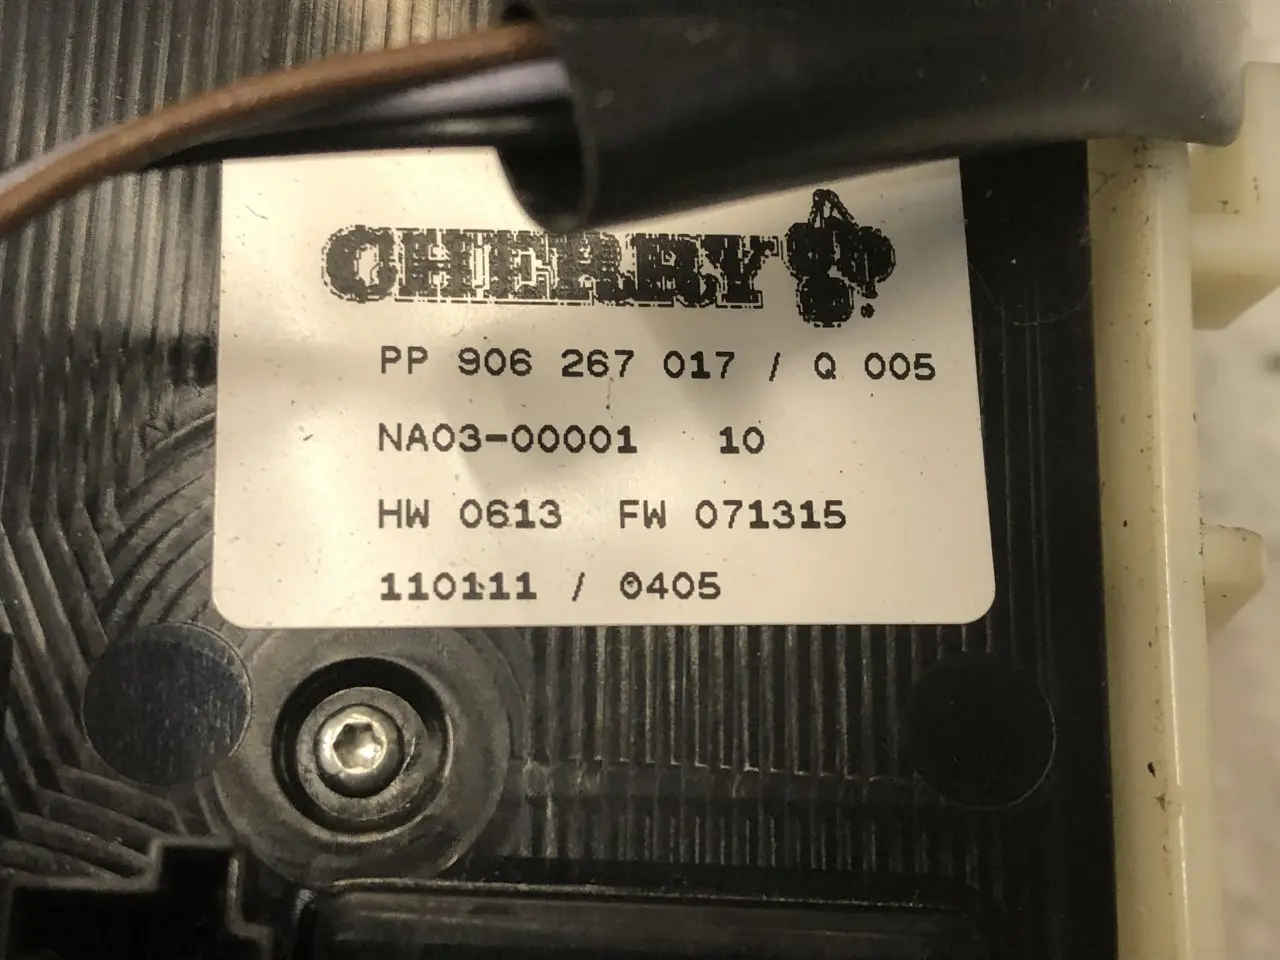 CHERRY
PP 906 267 017 / Q 005
NA03-00001 10
HW 0613 FW 071315
110111 / 0405